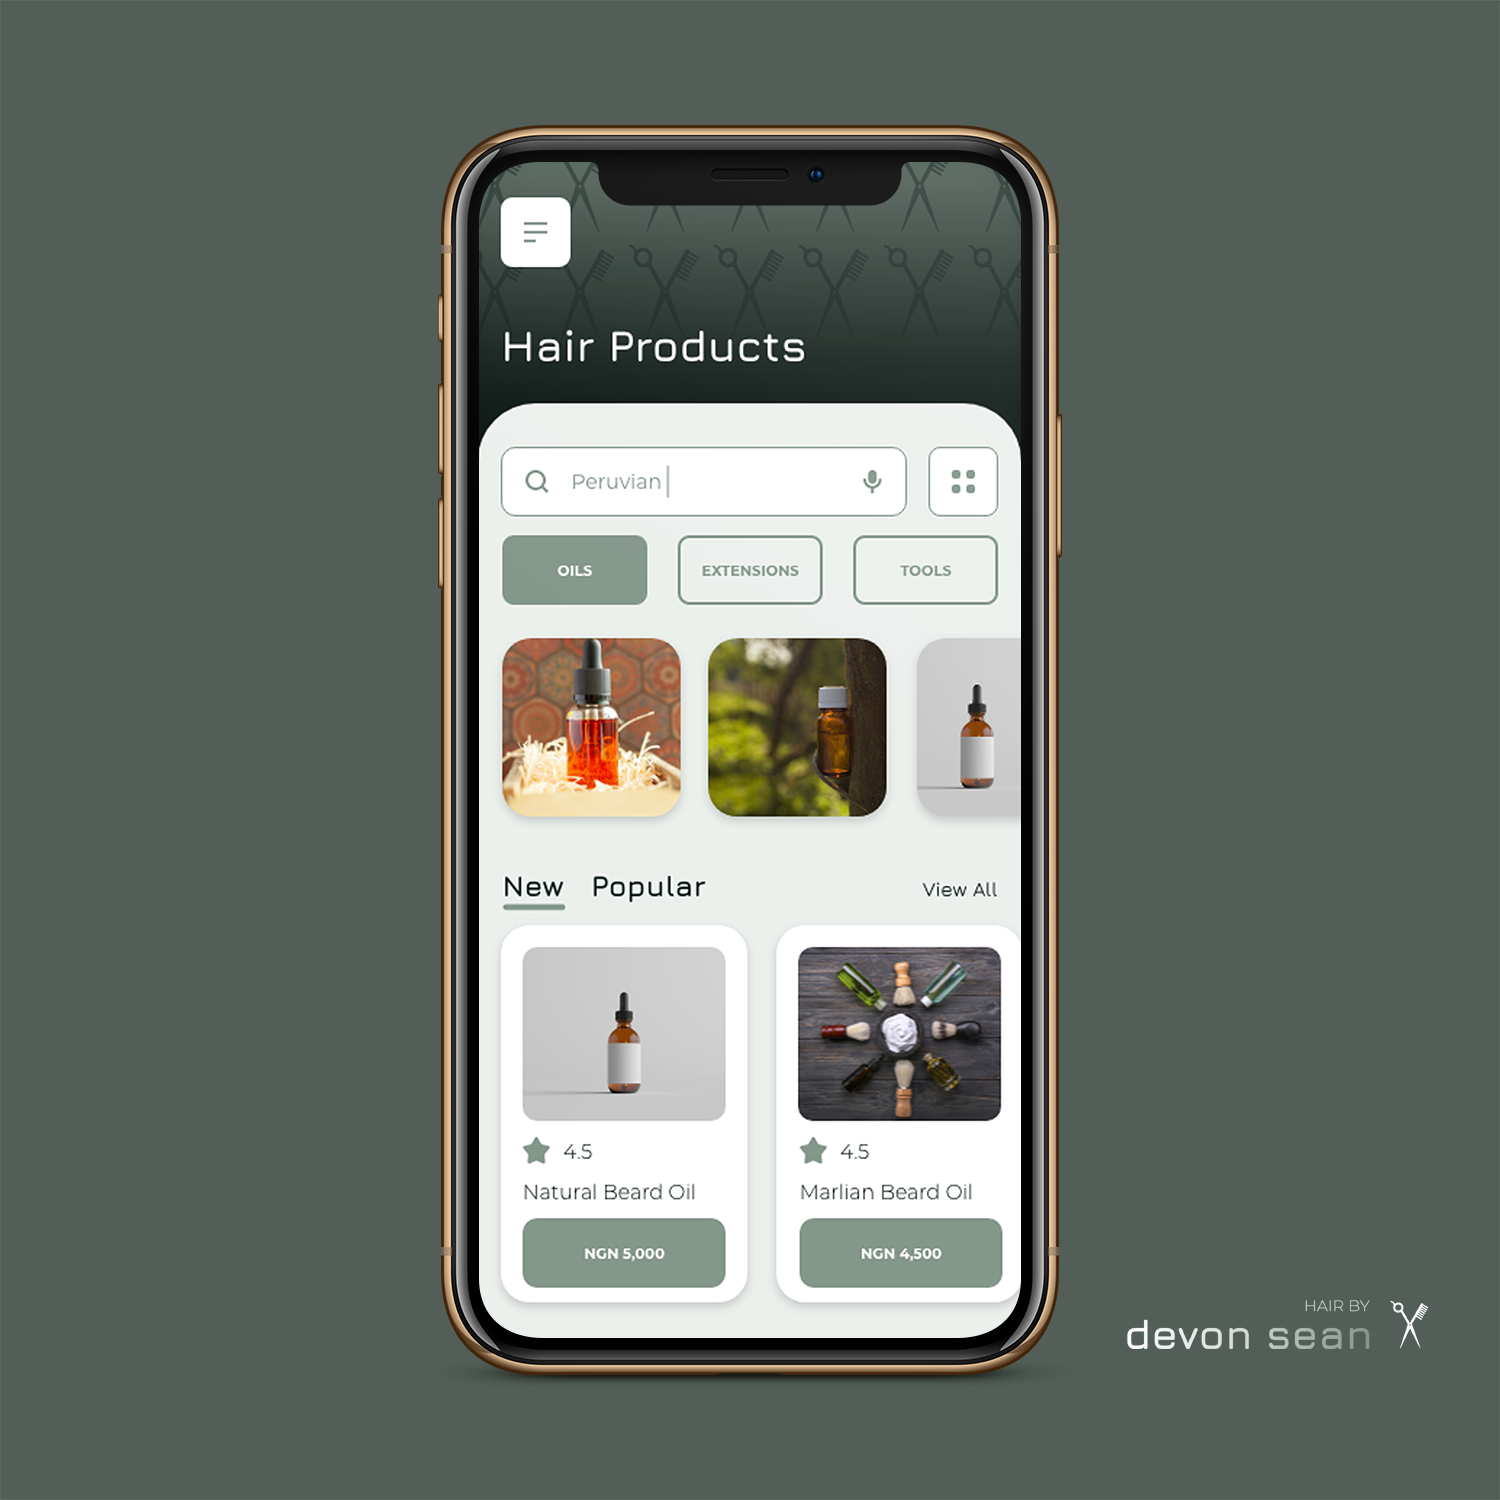 Hair Products
Peruvian
OILS
EXTENSIONS
TOOLS
New
Popular
View All
4.5
4.5
Natural Beard Oil
Marlian Beard Oil
NGN 5,000
NGN 4,500
HAIR BY
devon sean